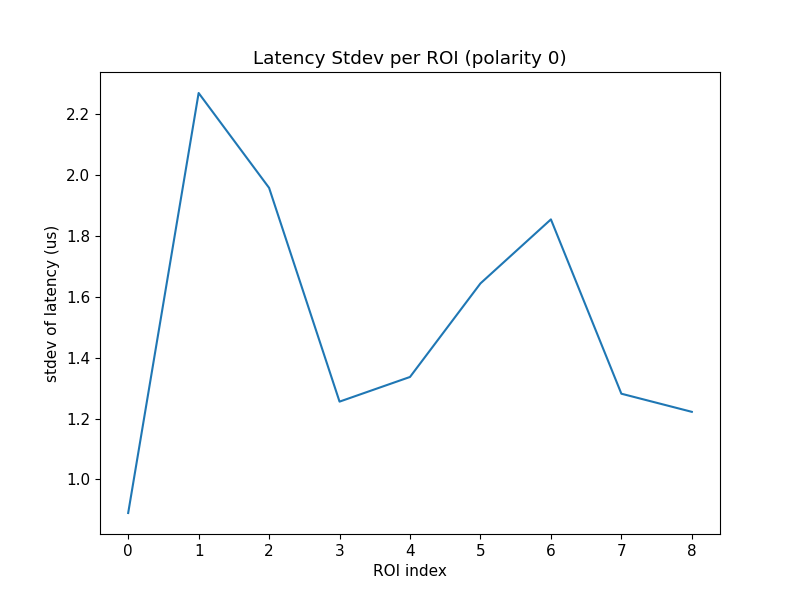 Latency Stdev per ROI (polarity 0)
stdev of latency (us)
2.2
2.0
1.8
1.6
1.4
1.2
1.0
0 1 2 3 4 5 6 7 8
ROI index